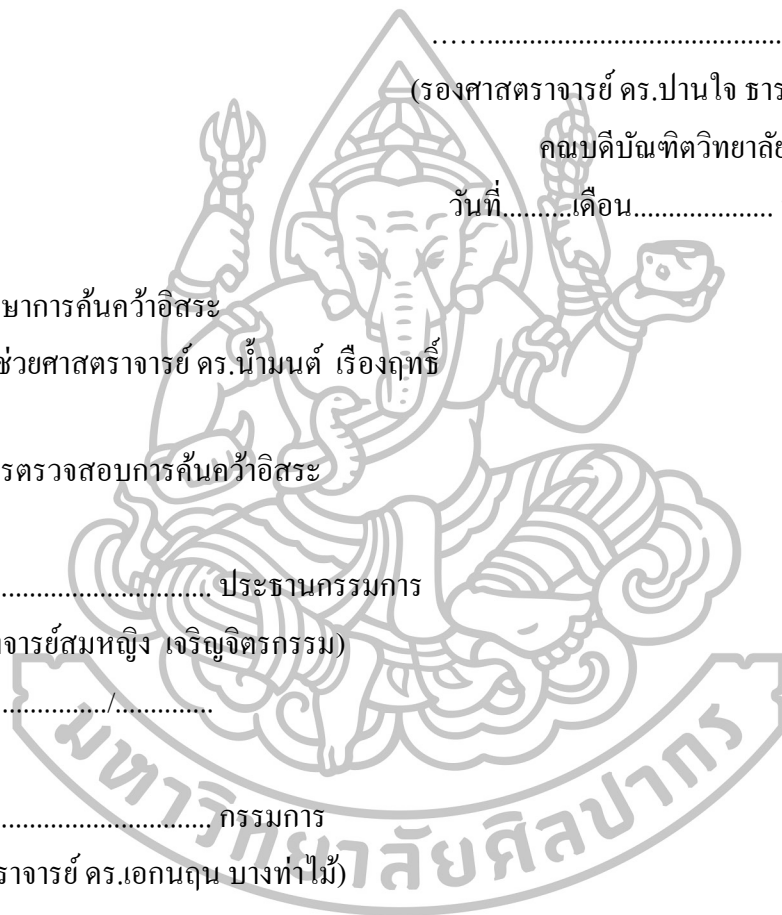 …….............................................
(รองศาสตราจารย์ ดร.ปานใจ ธาร
คณบดีบัณฑิตวิทยาลัย
วันที่..........เดือน....................
ษาการค้นคว้าอิสระ
ช่วยศาสตราจารย์ ดร.น้ำมนต์ เรืองฤทธิ์
รตรวจสอบการค้นคว้าอิสระ
.............................. ประธานกรรมการ
จารย์สมหญิง เจริญจิตรกรรม)
.............../..............
.............................. กรรมการ
ราจารย์ ดร.เอกนฤน บางท่าไม้)
มหาวิทยาลัยศิลปากร